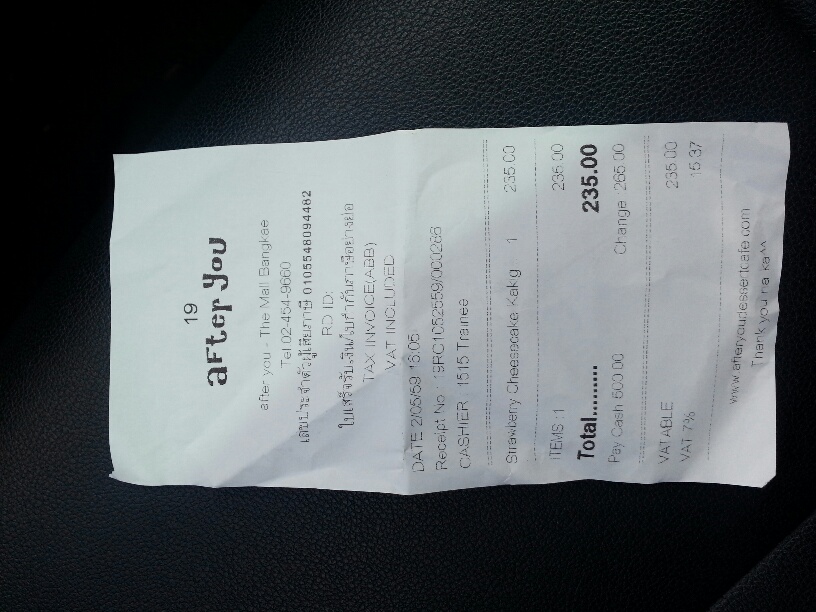 19
after you
after you - The Mall Bangkae
Tel.02-454-9660
เลขประจำตัวผู้เสียภาษี 0105548094482
RD ID:
ใบเสร็จรับเงิน/ใบกำกับภาษีอย่างย่อ
TAX INVOICE(ABB)
VAT INCLUDED
DATE 2/05/59 16:06
Receipt No : 19RC1052559/000286
CASHIER 1515 Trainee
Strawberry Cheesecake Kakig 1 235.00
ITEMS : 1 235.00
Total......... 235.00
Pay Cash 500.00 Change 265.00
VATABLE 235.00
VAT 7% 15.37
www.afteryoudessertcafe.com
Thank you na ka^^